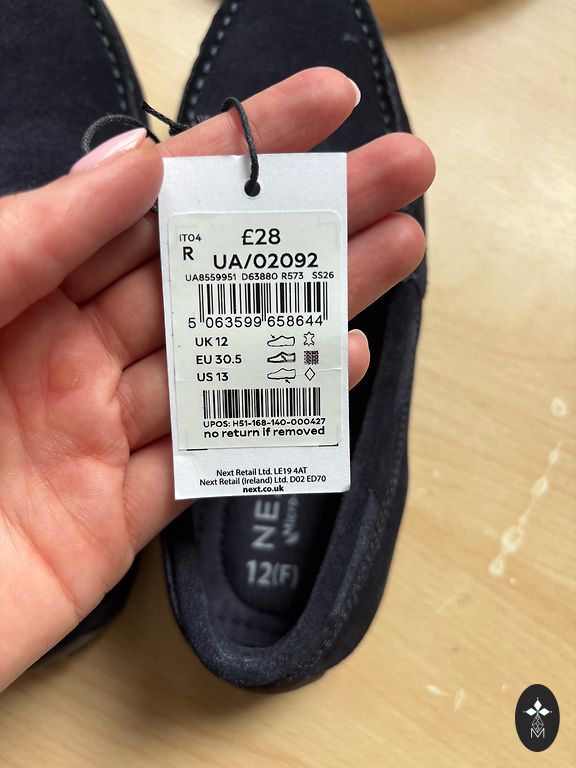 IT04
£28
R
UA/02092
UA8559951 D63880 R573 SS26
5 063599 658644
UK 12
EU 30.5
US 13
UPOS: H51-168-140-000427
no return if removed
Next Retail Ltd. LE19 4AT
Next Retail (Ireland) Ltd. D02 ED70
next.co.uk
NE
Micro
12(F)
M